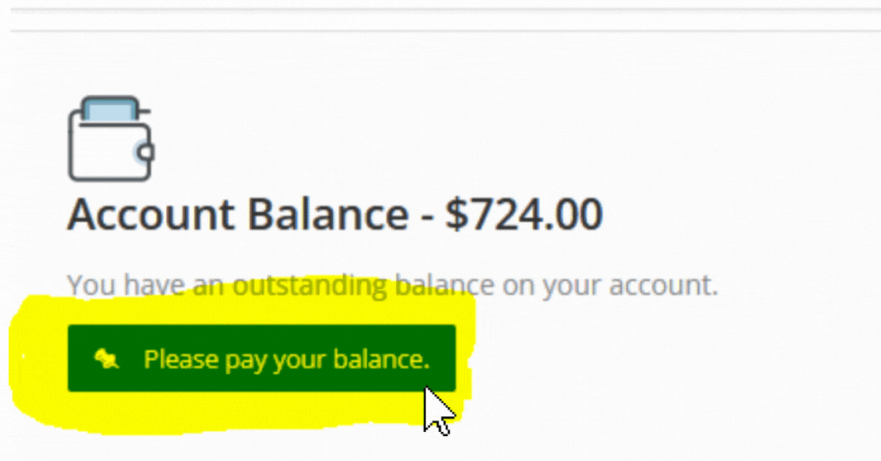 Account Balance - $724.00
You have an outstanding balance on your account.
Please pay your balance.